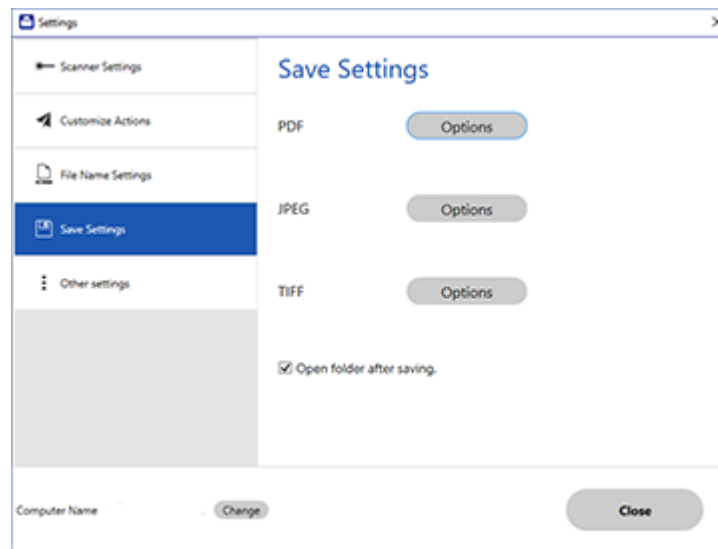 Settings
Scanner Settings
Customize Actions
File Name Settings
Save Settings
Other settings
Save Settings
PDF Options
JPEG Options
TIFF Options
Open folder after saving.
Computer Name Change
Close